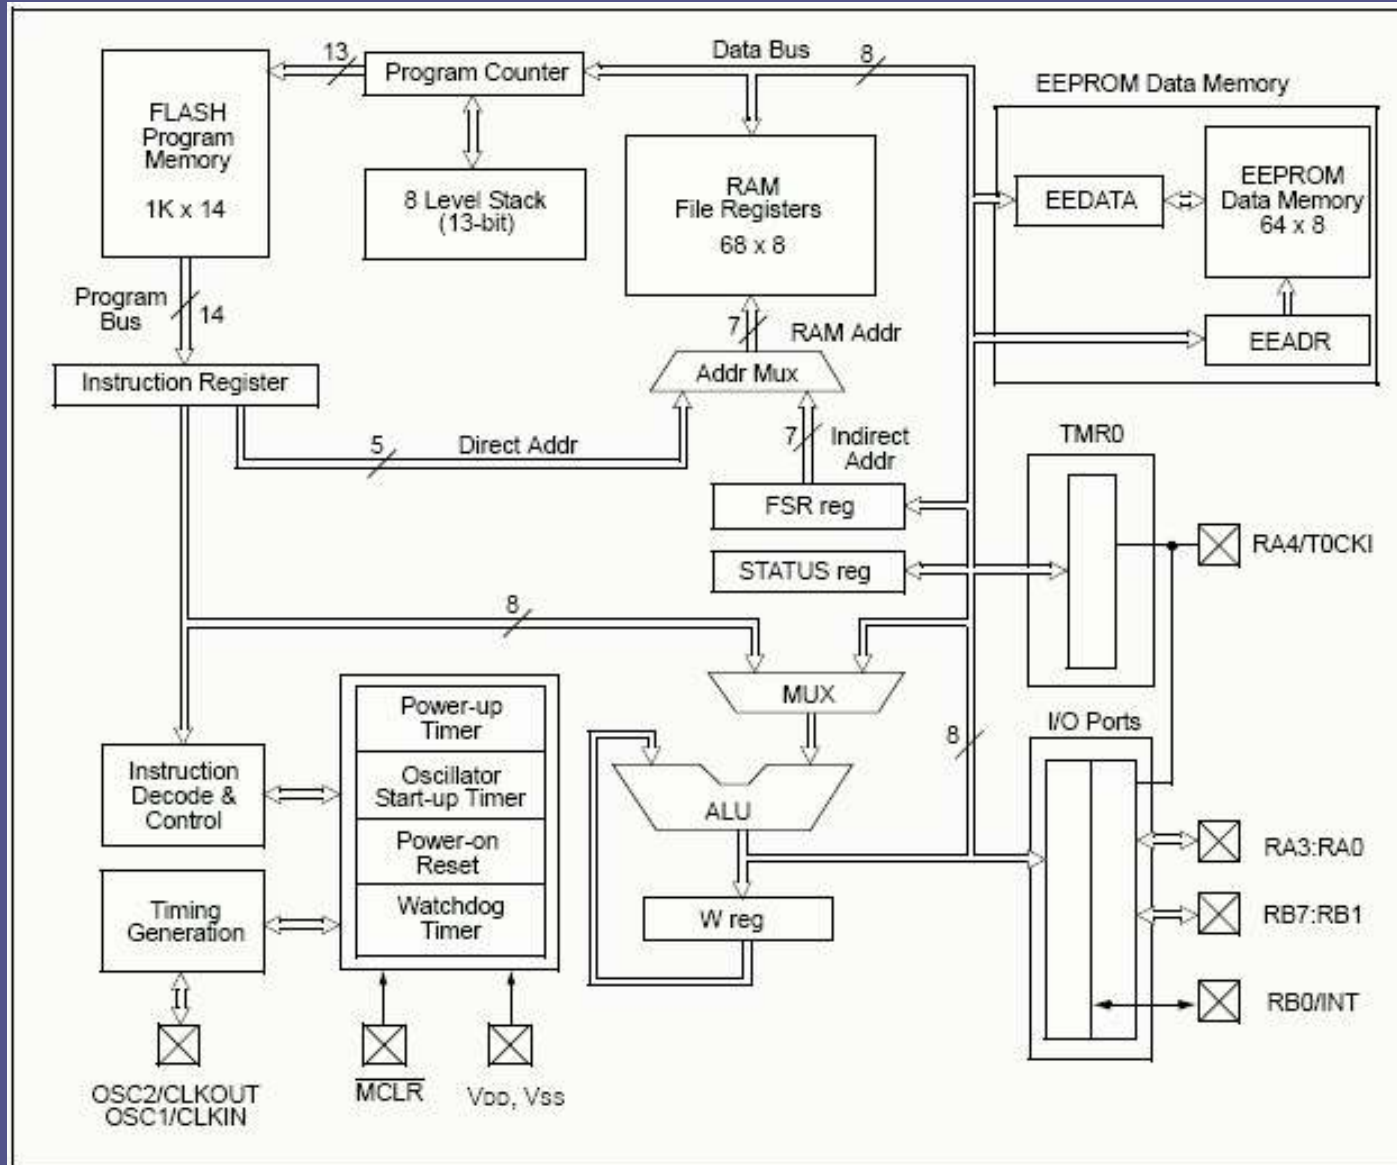 13
Program Counter
Data Bus
8
EEPROM Data Memory
FLASH
Program
Memory
1K x 14
8 Level Stack
(13-bit)
RAM
File Registers
68 x 8
EEDATA
EEPROM
Data Memory
64 x 8
EEADR
Program
Bus
14
7
RAM Addr
Addr Mux
Instruction Register
5
Direct Addr
7
Indirect
Addr
FSR reg
STATUS reg
TMR0
RA4/T0CKI
8
MUX
Power-up
Timer
Oscillator
Start-up Timer
Power-on
Reset
Watchdog
Timer
Instruction
Decode &
Control
Timing
Generation
ALU
W reg
8
I/O Ports
RA3:RA0
RB7:RB1
RB0/INT
OSC2/CLKOUT
OSC1/CLKIN
MCLR
VDD, VSS